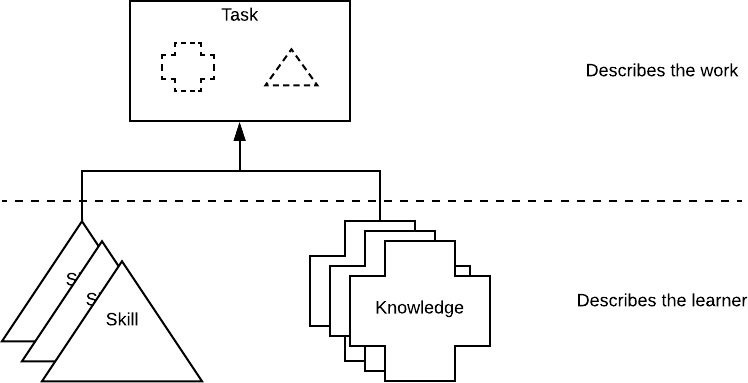 Task
Describes the work
Skill
Knowledge
Describes the learner